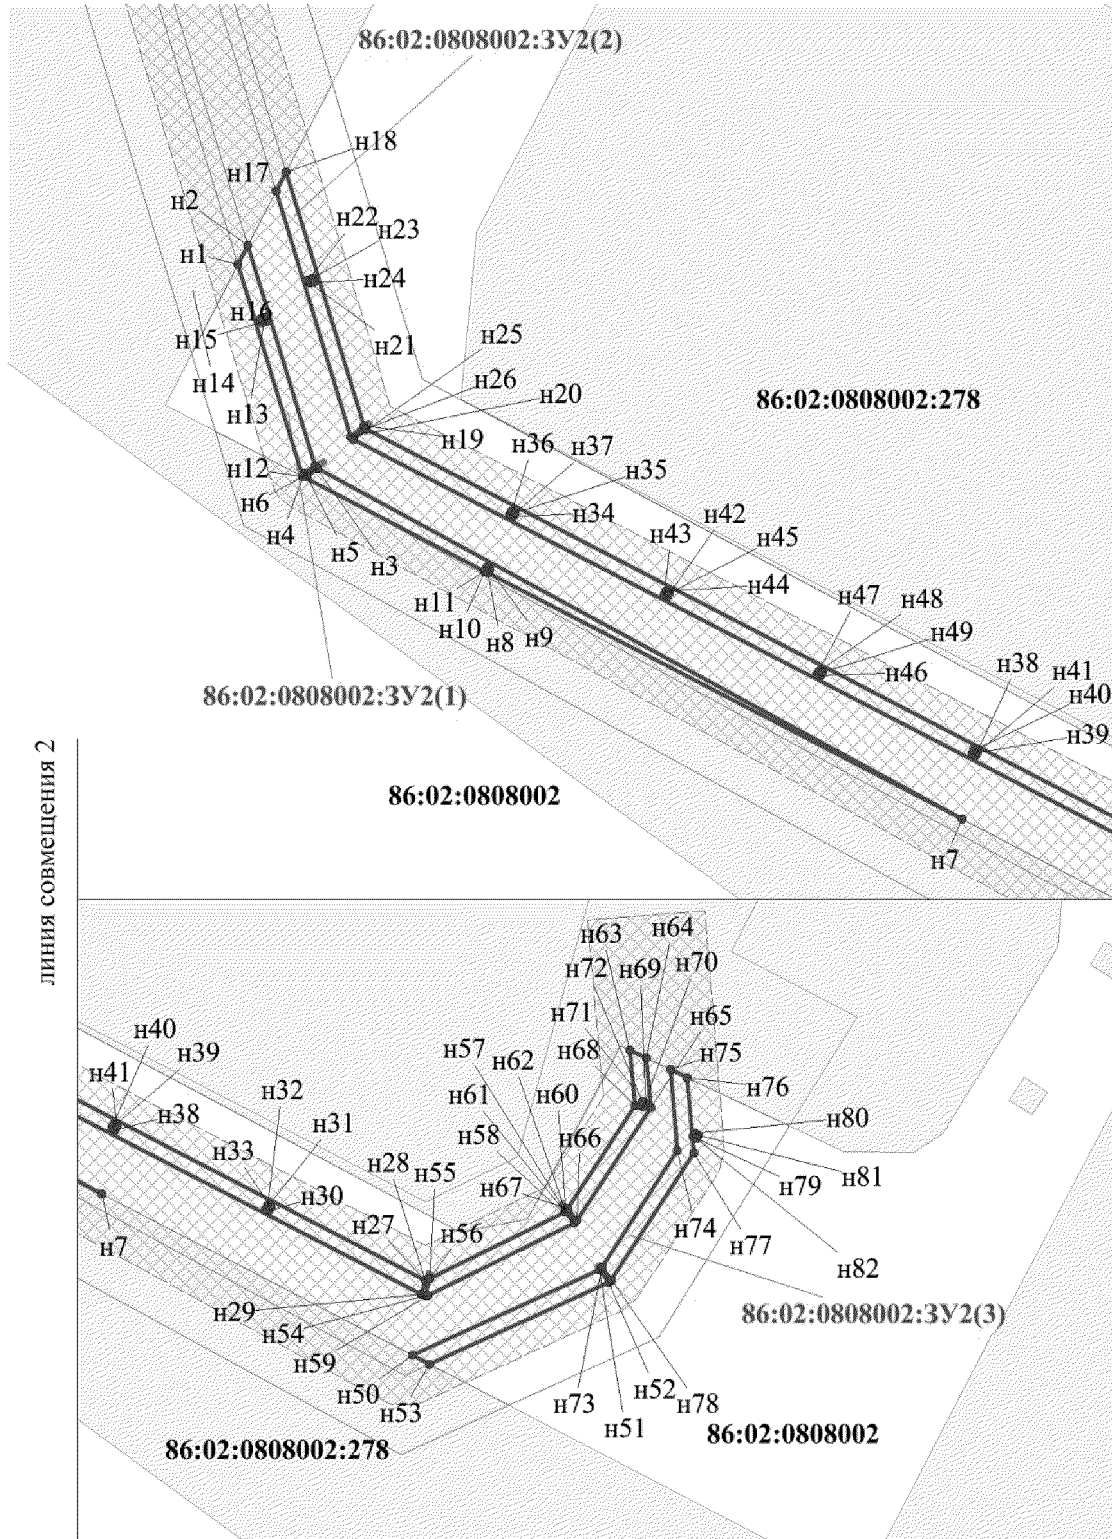 86:02:0808002:ЗУ2(2)
н18
н17
н2
н22
н23
н1
н24
н16
н15
н21
н25
н14
н26
н20
86:02:0808002:278
н13
н19
н36
н37
н12
н35
н6
н34
н42
н4
н43
н5
н3
н45
н44
н11
н47
н48
н10
н8
н9
н49
н46
н38
н41
86:02:0808002:ЗУ2(1)
н40
н39
линия совмещения 2
86:02:0808002
н7
н63
н64
н72
н69
н70
н71
н65
н40
н57
н68
н75
н39
н62
н41
н32
н61
н60
н76
н38
н31
н58
н66
н80
н33
н28
н55
н81
н30
н67
н79
н27
н56
н74
н77
н7
н82
н29
н54
86:02:0808002:ЗУ2(3)
н59
н50
н52
н53
н73
н78
н51
86:02:0808002
86:02:0808002:278